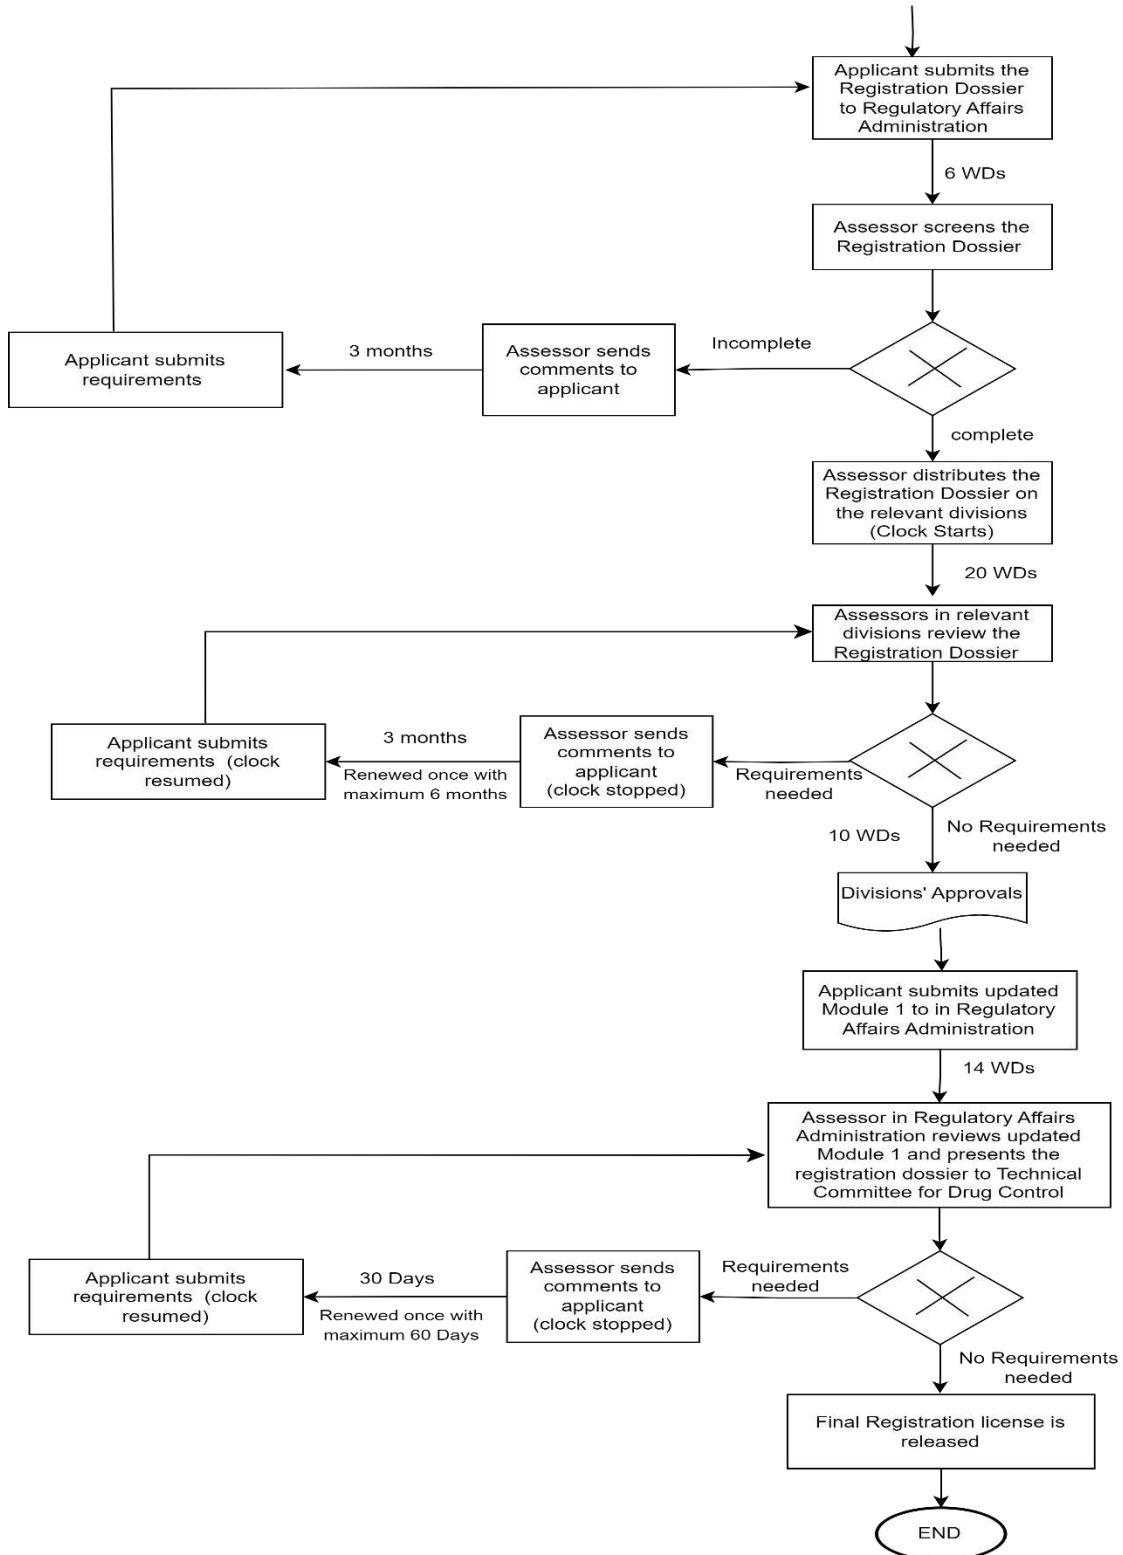 Applicant submits the
Registration Dossier
to Regulatory Affairs
Administration
6 WDs
Assessor screens the
Registration Dossier
Incomplete
Assessor sends
comments to
applicant
3 months
Applicant submits
requirements
complete
Assessor distributes the
Registration Dossier on
the relevant divisions
(Clock Starts)
20 WDs
Assessors in relevant
divisions review the
Registration Dossier
Requirements
needed
Assessor sends
comments to
applicant
(clock stopped)
3 months
Renewed once with
maximum 6 months
Applicant submits
requirements (clock
resumed)
10 WDs
No Requirements
needed
Divisions' Approvals
Applicant submits updated
Module 1 to in Regulatory
Affairs Administration
14 WDs
Assessor in Regulatory Affairs
Administration reviews updated
Module 1 and presents the
registration dossier to Technical
Committee for Drug Control
Requirements
needed
Assessor sends
comments to
applicant
(clock stopped)
30 Days
Renewed once with
maximum 60 Days
Applicant submits
requirements (clock
resumed)
No Requirements
needed
Final Registration license is
released
END